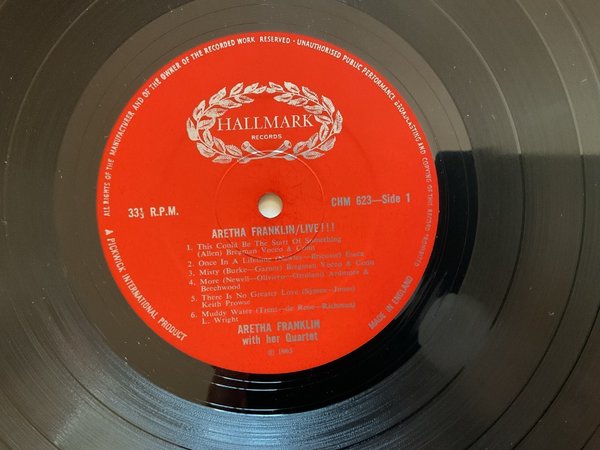 ALL RIGHTS OF THE MANUFACTURER AND OF THE OWNER OF THE RECORDED WORK RESERVED - UNAUTHORISED PUBLIC PERFORMANCE BROADCASTING AND COPYING OF THIS RECORD PROHIBITED
HALLMARK
RECORDS
33⅓ R.P.M.
CHM 623—Side 1
ARETHA FRANKLIN/LIVE!!!
1. This Could Be The Start Of Something
(Allen) Bregman Vocco & Conn
2. Once In A Lifetime (Newley—Bricusse) Essex
3. Misty (Burke—Garner) Bregman Vocco & Conn
4. More (Newell—Oliviero—Ortolani) Ardmore &
Beechwood
5. There Is No Greater Love (Symes—Jones)
Keith Prowse
6. Muddy Water (Trent—de Rose—Richman)
L. Wright
ARETHA FRANKLIN
with her Quartet
℗ 1965
A PICKWICK INTERNATIONAL PRODUCT
MADE IN ENGLAND